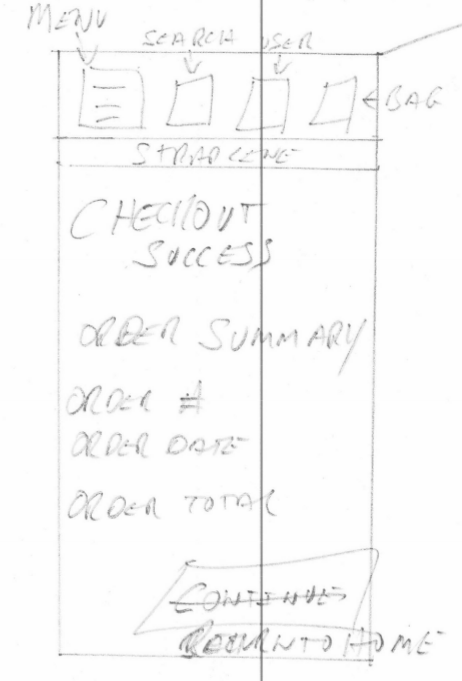 MENU
SEARCH USER
BAG
STRAPLINE
CHECKOUT
SUCCESS
ORDER SUMMARY
ORDER #
ORDER DATE
ORDER TOTAL
CONTINUE
RETURN TO HOME